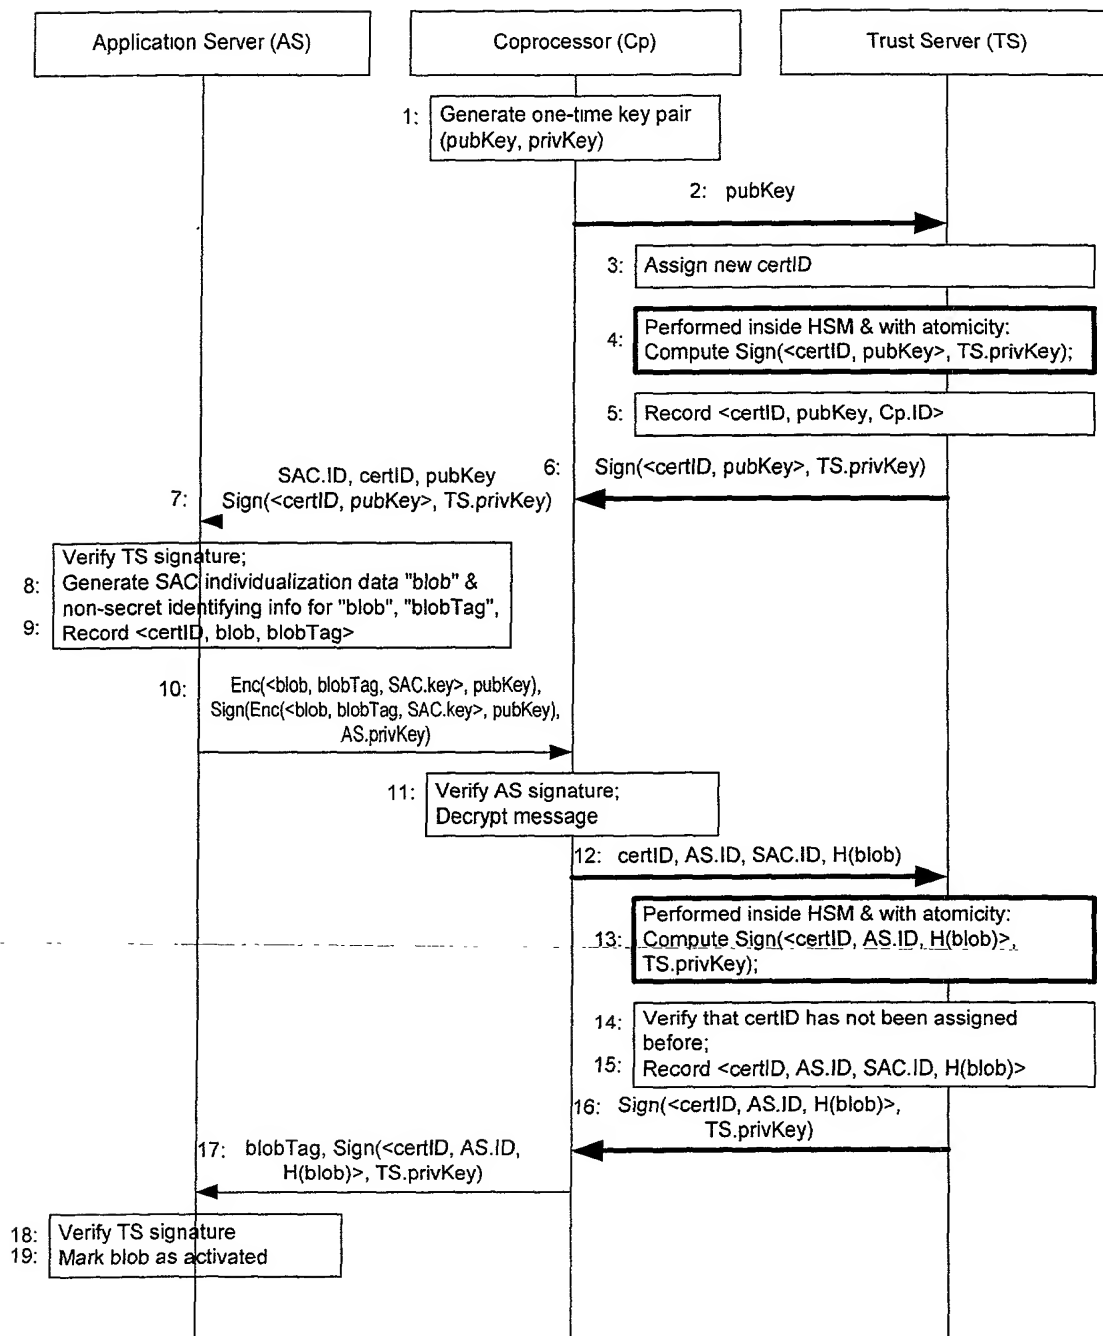 Application Server (AS)
Coprocessor (Cp)
Trust Server (TS)
1: Generate one-time key pair
(pubKey, privKey)
2: pubKey
3: Assign new certID
Performed inside HSM & with atomicity:
4: Compute Sign(<certID, pubKey>, TS.privKey);
5: Record <certID, pubKey, Cp.ID>
6: Sign(<certID, pubKey>, TS.privKey)
SAC.ID, certID, pubKey
7: Sign(<certID, pubKey>, TS.privKey)
Verify TS signature;
8: Generate SAC individualization data "blob" &
non-secret identifying info for "blob", "blobTag",
9: Record <certID, blob, blobTag>
10: Enc(<blob, blobTag, SAC.key>, pubKey),
Sign(Enc(<blob, blobTag, SAC.key>, pubKey),
AS.privKey)
11: Verify AS signature;
Decrypt message
12: certID, AS.ID, SAC.ID, H(blob)
Performed inside HSM & with atomicity:
13: Compute Sign(<certID, AS.ID, H(blob)>,
TS.privKey);
14: Verify that certID has not been assigned
before;
15: Record <certID, AS.ID, SAC.ID, H(blob)>
16: Sign(<certID, AS.ID, H(blob)>,
TS.privKey)
17: blobTag, Sign(<certID, AS.ID,
H(blob)>, TS.privKey)
18: Verify TS signature
19: Mark blob as activated